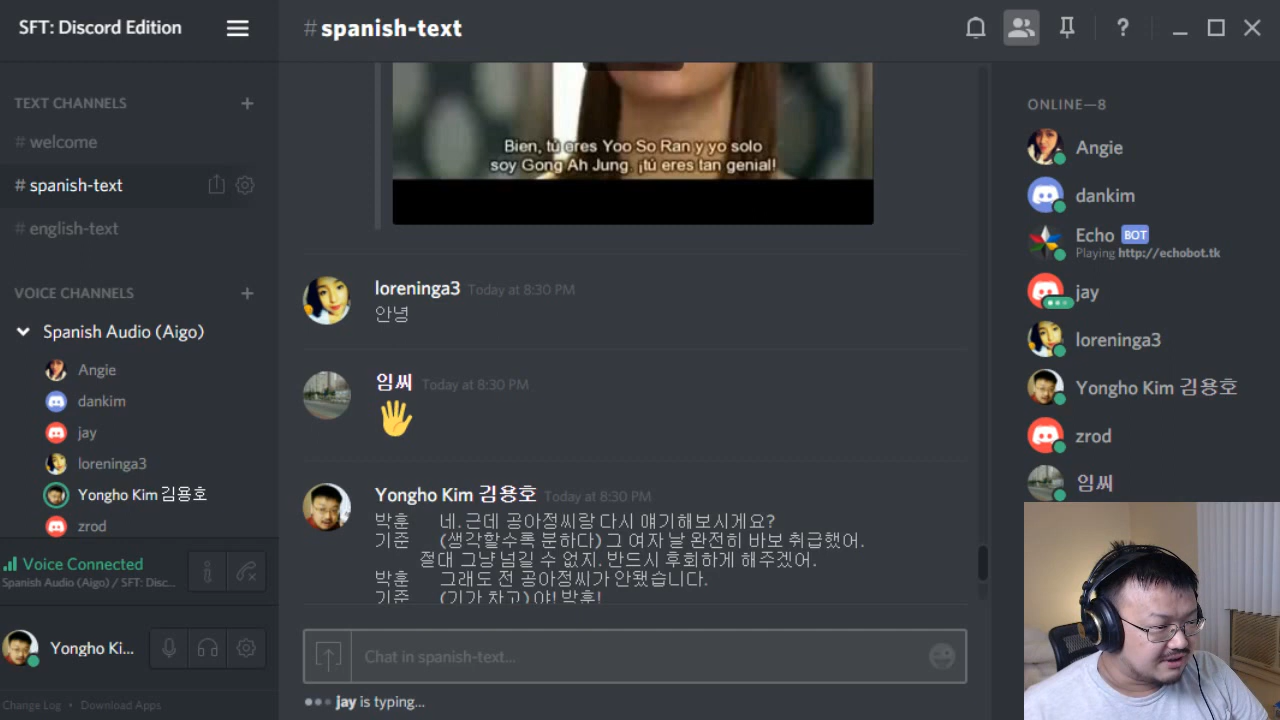 SFT: Discord Edition
TEXT CHANNELS
# welcome
# spanish-text
# english-text
VOICE CHANNELS
Spanish Audio (Aigo)
Angie
dankim
jay
loreninga3
Yongho Kim 김용호
zrod
Voice Connected
Spanish Audio (Aigo) / SFT: Disc...
Yongho Ki...
Change Log • Download Apps
# spanish-text
Bien, tú eres Yoo So Ran y yo solo
soy Gong Ah Jung. ¡tú eres tan genial!
loreninga3 Today at 8:30 PM
안녕
임씨 Today at 8:30 PM
Yongho Kim 김용호 Today at 8:30 PM
박훈 네. 근데 공아정씨랑 다시 얘기해보시게요?
기준 (생각할수록 분하다) 그 여자 날 완전히 바보 취급했어.
절대 그냥 넘길 수 없지. 반드시 후회하게 해주겠어.
박훈 그래도 전 공아정씨가 안됐습니다.
기준 (기가 차고) 야! 박훈!
Chat in spanish-text...
jay is typing...
ONLINE—8
Angie
dankim
Echo BOT
Playing http://echobot.tk
jay
loreninga3
Yongho Kim 김용호
zrod
임씨